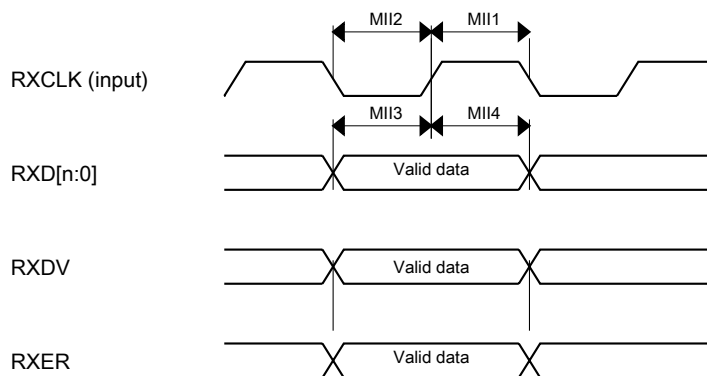 MII2 MII1
RXCLK (input)
MII3 MII4
RXD[n:0] Valid data
RXDV Valid data
RXER Valid data